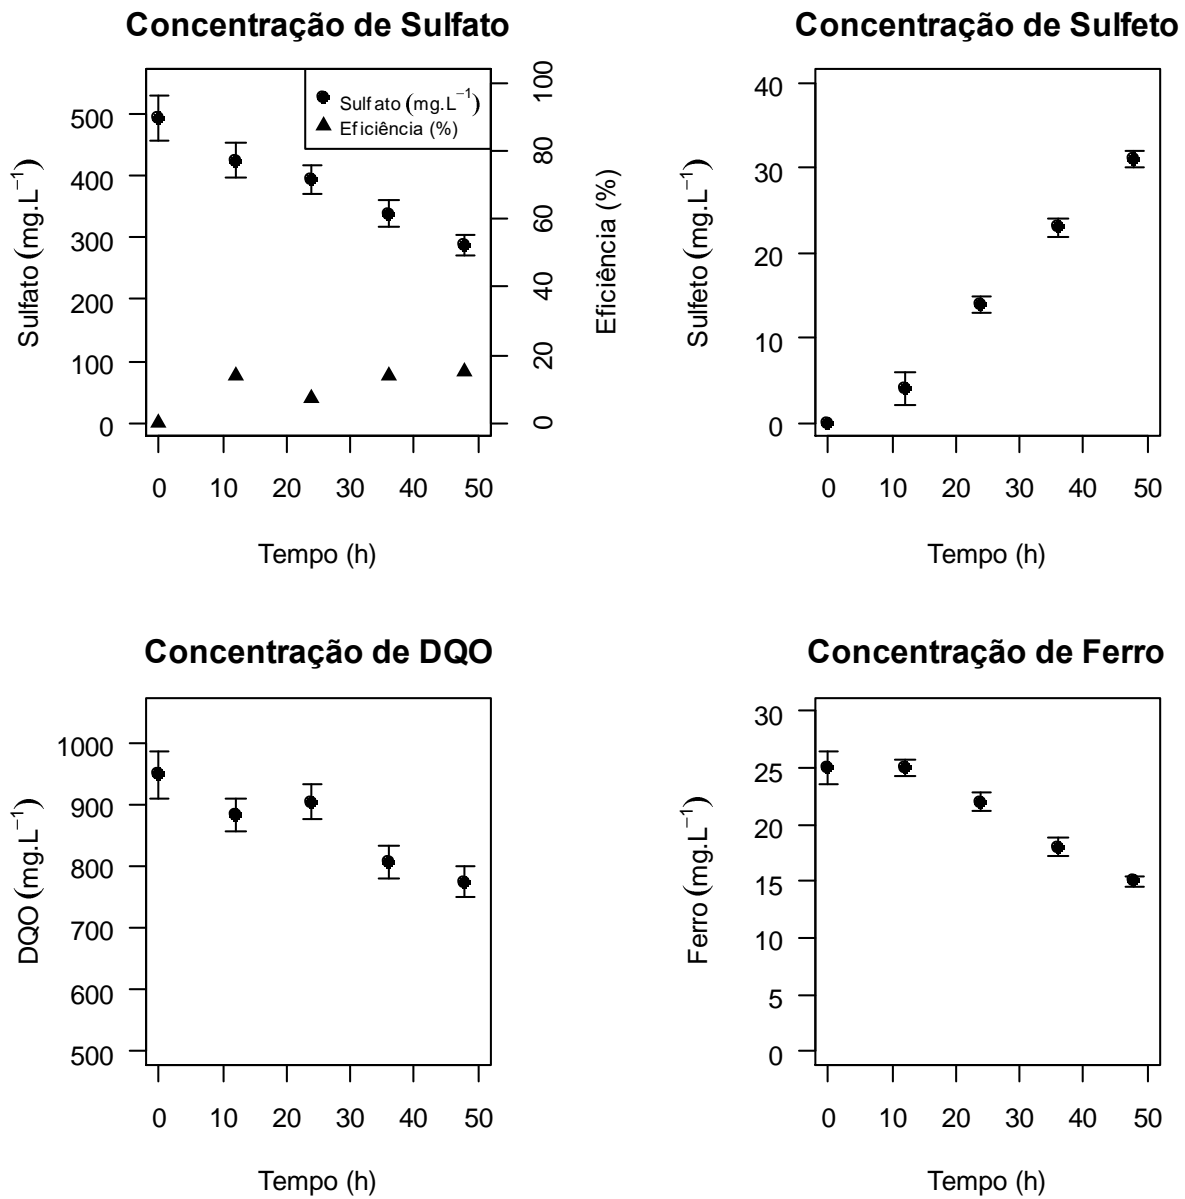 Concentração de Sulfato
Sulfato (mg.L⁻¹)
500
400
300
200
100
0
Sulfato (mg.L⁻¹)
Eficiência (%)
100
80
60
40
20
0
Eficiência (%)
0 10 20 30 40 50
Tempo (h)
Concentração de Sulfeto
Sulfeto (mg.L⁻¹)
40
30
20
10
0
0 10 20 30 40 50
Tempo (h)
Concentração de DQO
DQO (mg.L⁻¹)
1000
900
800
700
600
500
0 10 20 30 40 50
Tempo (h)
Concentração de Ferro
Ferro (mg.L⁻¹)
30
25
20
15
10
5
0
0 10 20 30 40 50
Tempo (h)